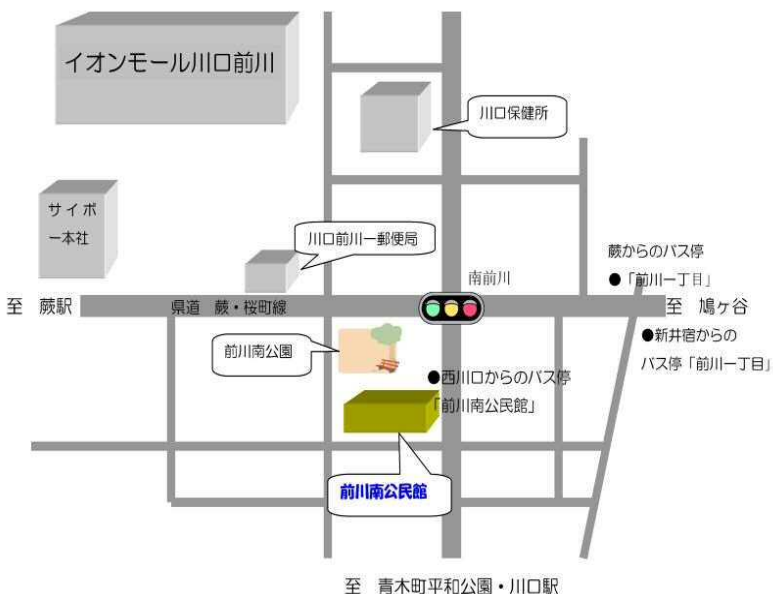 イオンモール川口前川
川口保健所
サイボ
ー本社
川口前川一郵便局
南前川
蕨からのバス停
●「前川一丁目」
至　蕨駅
県道　蕨・桜町線
至　鳩ヶ谷
●新井宿からの
バス停「前川一丁目」
前川南公園
●西川口からのバス停
「前川南公民館」
前川南公民館
至　青木町平和公園・川口駅